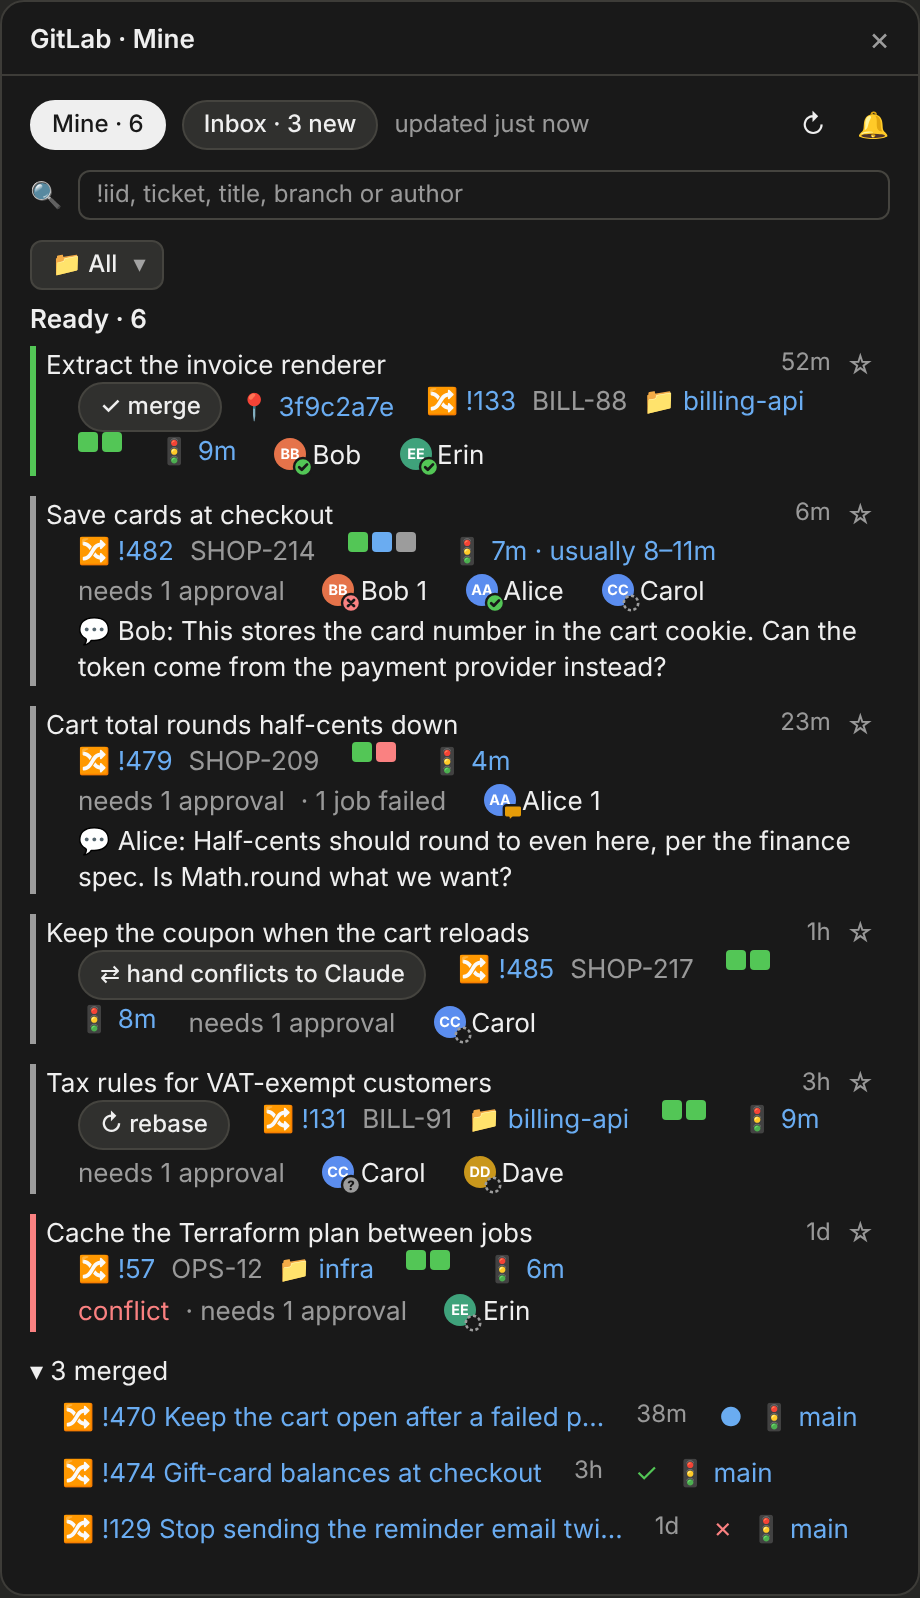 GitLab · Mine ×
Mine · 6 Inbox · 3 new updated just now ↻ 🔔
🔍 !iid, ticket, title, branch or author
📁 All ▾
Ready · 6
Extract the invoice renderer 52m ☆
✓ merge 📍 3f9c2a7e 🔀 !133 BILL-88 📁 billing-api
🚦 9m BB Bob EE Erin
Save cards at checkout 6m ☆
🔀 !482 SHOP-214 🚦 7m · usually 8–11m
needs 1 approval BB Bob 1 AA Alice CC Carol
💬 Bob: This stores the card number in the cart cookie. Can the
token come from the payment provider instead?
Cart total rounds half-cents down 23m ☆
🔀 !479 SHOP-209 🚦 4m
needs 1 approval · 1 job failed AA Alice 1
💬 Alice: Half-cents should round to even here, per the finance
spec. Is Math.round what we want?
Keep the coupon when the cart reloads 1h ☆
⇄ hand conflicts to Claude 🔀 !485 SHOP-217
🚦 8m needs 1 approval CC Carol
Tax rules for VAT-exempt customers 3h ☆
↻ rebase 🔀 !131 BILL-91 📁 billing-api 🚦 9m
needs 1 approval CC ? Carol DD Dave
Cache the Terraform plan between jobs 1d ☆
🔀 !57 OPS-12 📁 infra 🚦 6m
conflict · needs 1 approval EE Erin
▾ 3 merged
🔀 !470 Keep the cart open after a failed p... 38m 🚦 main
🔀 !474 Gift-card balances at checkout 3h ✓ 🚦 main
🔀 !129 Stop sending the reminder email twi... 1d × 🚦 main